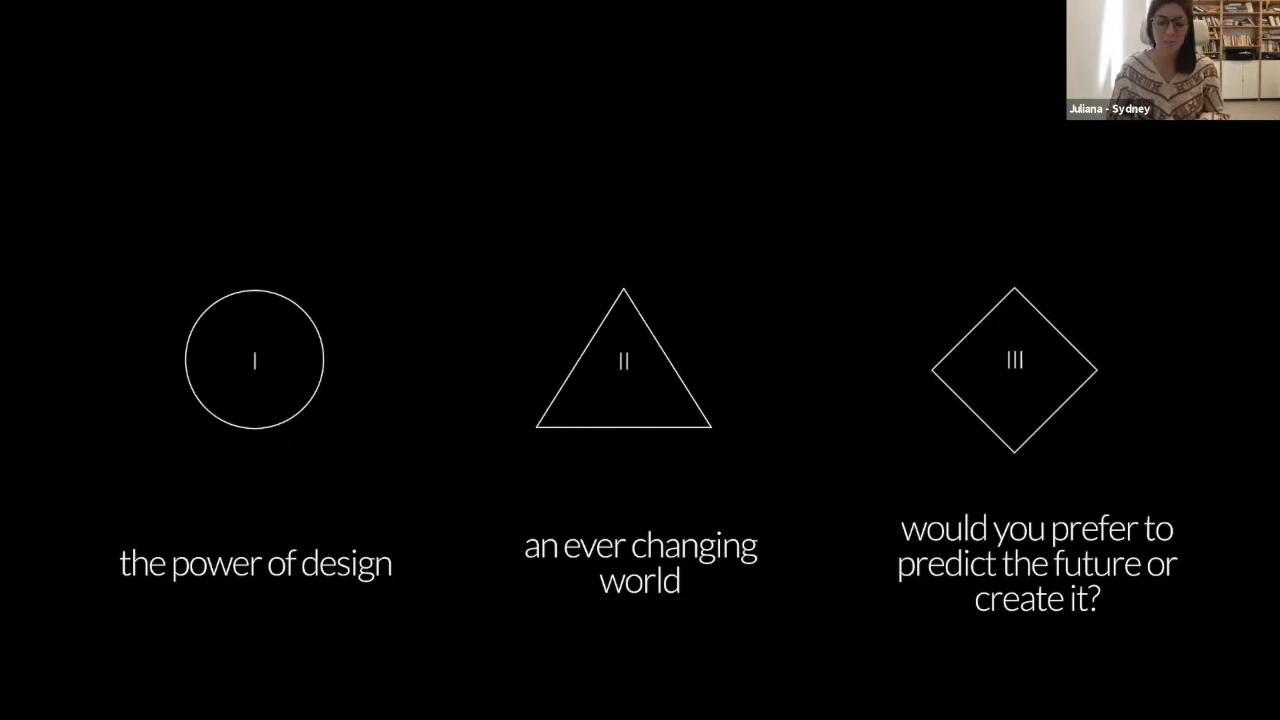 Juliana - Sydney
I
II
III
the power of design
an ever changing
world
would you prefer to
predict the future or
create it?